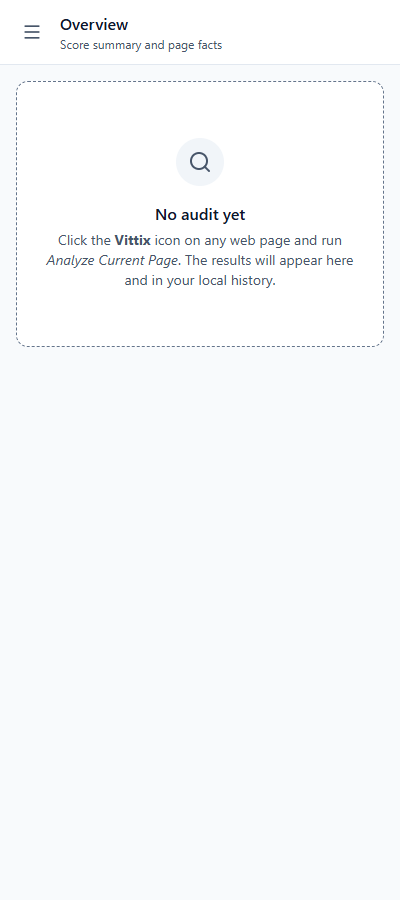 Overview
Score summary and page facts
No audit yet
Click the Vittix icon on any web page and run
Analyze Current Page. The results will appear here
and in your local history.